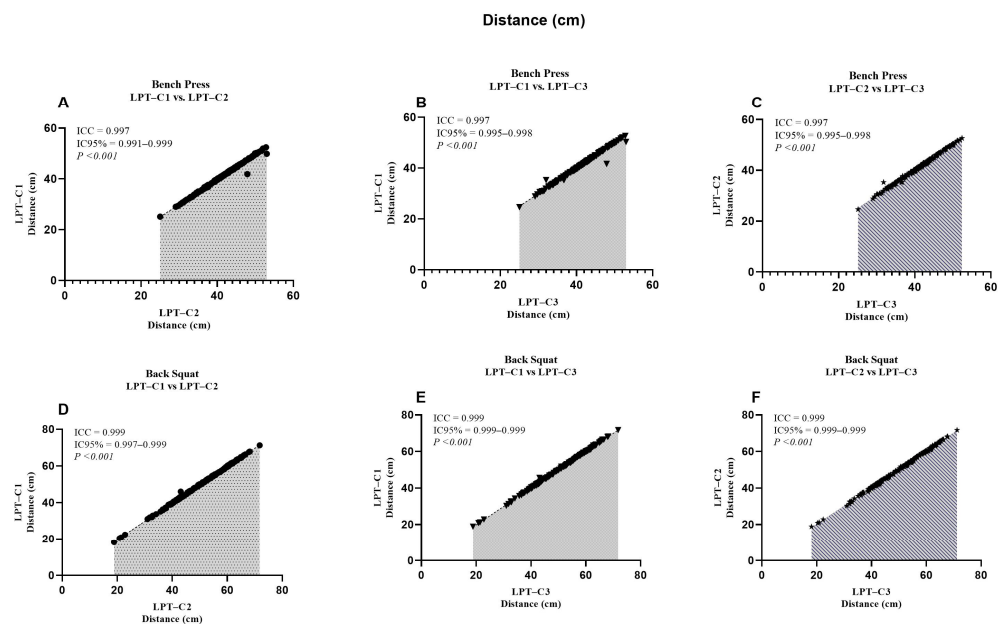 Distance (cm)
A
Bench Press
LPT–C1 vs. LPT–C2
ICC = 0.997
IC95% = 0.991–0.999
P <0.001
LPT–C1
Distance (cm)
60
40
20
0
0 20 40 60
LPT–C2
Distance (cm)
B
Bench Press
LPT–C1 vs. LPT–C3
ICC = 0.997
IC95% = 0.995–0.998
P <0.001
LPT–C1
Distance (cm)
60
40
20
0
0 20 40 60
LPT–C3
Distance (cm)
C
Bench Press
LPT–C2 vs LPT–C3
ICC = 0.997
IC95% = 0.995–0.998
P <0.001
LPT–C2
Distance (cm)
60
40
20
0
0 20 40 60
LPT–C3
Distance (cm)
D
Back Squat
LPT–C1 vs LPT–C2
ICC = 0.999
IC95% = 0.997–0.999
P <0.001
LPT–C1
Distance (cm)
80
60
40
20
0
0 20 40 60 80
LPT–C2
Distance (cm)
E
Back Squat
LPT–C1 vs LPT–C3
ICC = 0.999
IC95% = 0.999–0.999
P <0.001
LPT–C1
Distance (cm)
80
60
40
20
0
0 20 40 60 80
LPT–C3
Distance (cm)
F
Back Squat
LPT–C2 vs LPT–C3
ICC = 0.999
IC95% = 0.999–0.999
P <0.001
LPT–C2
Distance (cm)
80
60
40
20
0
0 20 40 60 80
LPT–C3
Distance (cm)